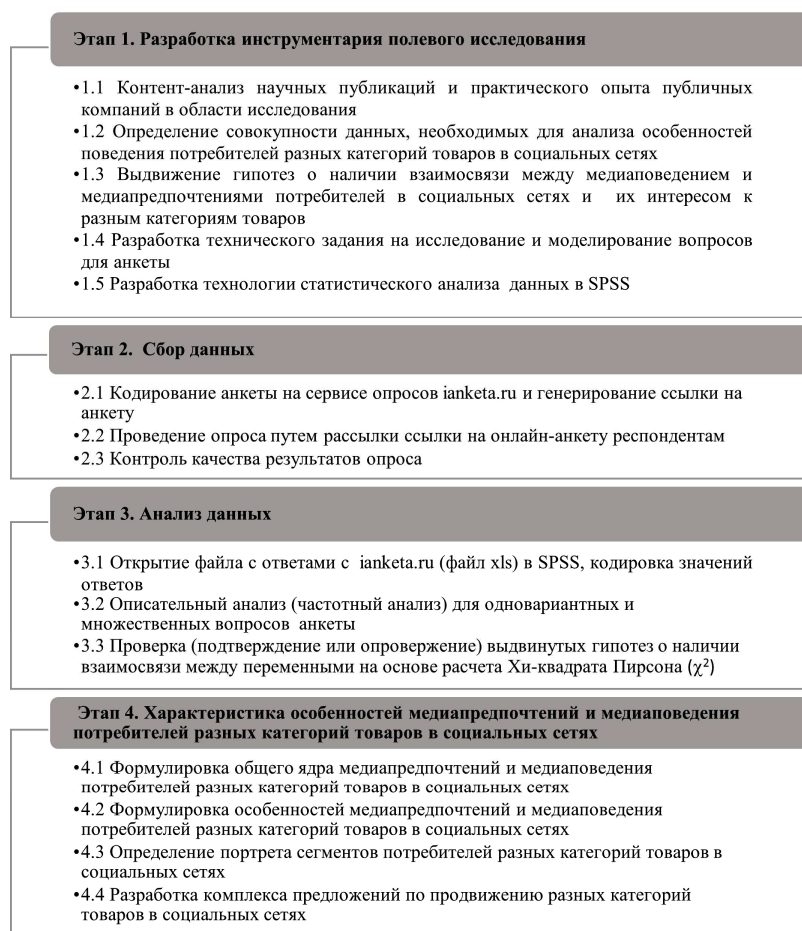 Этап 1. Разработка инструментария полевого исследования
•1.1 Контент-анализ научных публикаций и практического опыта публичных
компаний в области исследования
•1.2 Определение совокупности данных, необходимых для анализа особенностей
поведения потребителей разных категорий товаров в социальных сетях
•1.3 Выдвижение гипотез о наличии взаимосвязи между медиаповедением и
медиапрепочтениями потребителей в социальных сетях и их интересом к
разным категориям товаров
•1.4 Разработка технического задания на исследование и моделирование вопросов
для анкеты
•1.5 Разработка технологии статистического анализа данных в SPSS
Этап 2. Сбор данных
•2.1 Кодирование анкеты на сервисе опросов ianketa.ru и генерирование ссылки на
анкету
•2.2 Проведение опроса путем рассылки ссылки на онлайн-анкету респондентам
•2.3 Контроль качества результатов опроса
Этап 3. Анализ данных
•3.1 Открытие файла с ответами с ianketa.ru (файл xls) в SPSS, кодировка значений
ответов
•3.2 Описательный анализ (частотный анализ) для одновариантных и
множественных вопросов анкеты
•3.3 Проверка (подтверждение или опровержение) выдвинутых гипотез о наличии
взаимосвязи между переменными на основе расчета Хи-квадрата Пирсона (χ²)
Этап 4. Характеристика особенностей медиапредпочтений и медиаповедения
потребителей разных категорий товаров в социальных сетях
•4.1 Формулировка общего ядра медиапредпочтений и медиаповедения
потребителей разных категорий товаров в социальных сетях
•4.2 Формулировка особенностей медиапредпочтений и медиаповедения
потребителей разных категорий товаров в социальных сетях
•4.3 Определение портрета сегментов потребителей разных категорий товаров в
социальных сетях
•4.4 Разработка комплекса предложений по продвижению разных категорий
товаров в социальных сетях